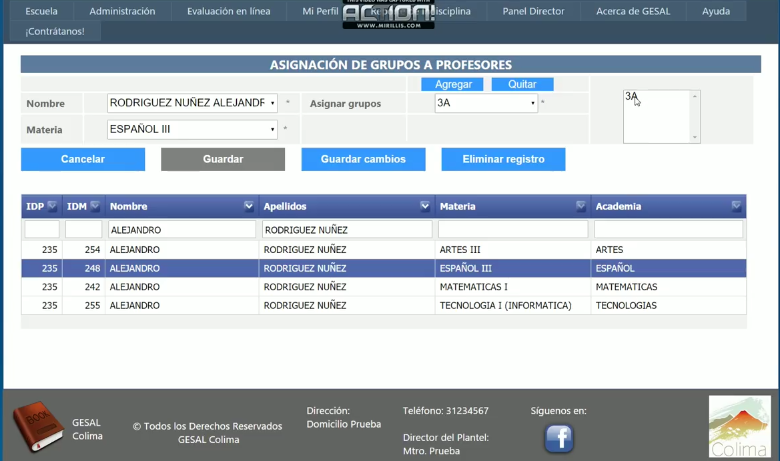 Escuela Administración Evaluación en línea Mi Perfil Disciplina Panel Director Acerca de GESAL Ayuda
ACTION!
WWW.MIRILLIS.COM
¡Contrátanos!
ASIGNACIÓN DE GRUPOS A PROFESORES
Agregar Quitar
Nombre RODRIGUEZ NUÑEZ ALEJANDR * Asignar grupos 3A * 3A
Materia ESPAÑOL III *
Cancelar Guardar Guardar cambios Eliminar registro
IDP IDM Nombre Apellidos Materia Academia
ALEJANDRO RODRIGUEZ NUÑEZ
235 254 ALEJANDRO RODRIGUEZ NUÑEZ ARTES III ARTES
235 248 ALEJANDRO RODRIGUEZ NUÑEZ ESPAÑOL III ESPAÑOL
235 242 ALEJANDRO RODRIGUEZ NUÑEZ MATEMATICAS I MATEMATICAS
235 255 ALEJANDRO RODRIGUEZ NUÑEZ TECNOLOGIA I (INFORMATICA) TECNOLOGIAS
BOOK
GESAL
Colima
© Todos los Derechos Reservados
GESAL Colima
Dirección:
Domicilio Prueba
Teléfono: 31234567
Director del Plantel:
Mtro. Prueba
Síguenos en:
f
Colima